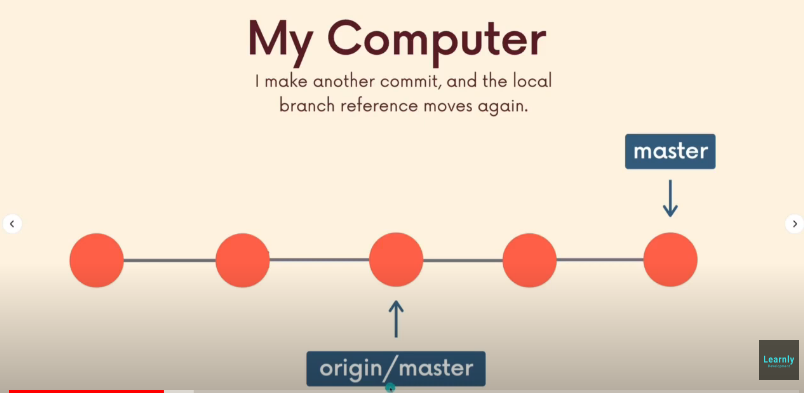 My Computer
I make another commit, and the local
branch reference moves again.
master
origin/master
Learnly